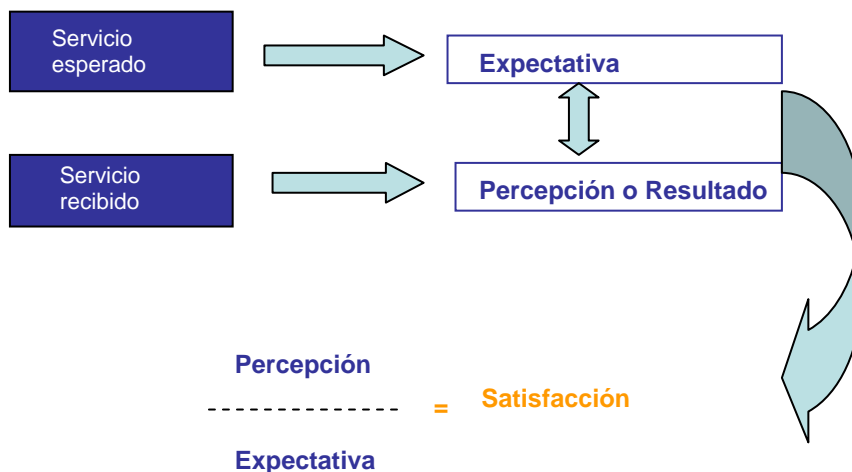 Servicio
esperado
Expectativa
Servicio
recibido
Percepción o Resultado
Percepción
---------------- = Satisfacción
Expectativa